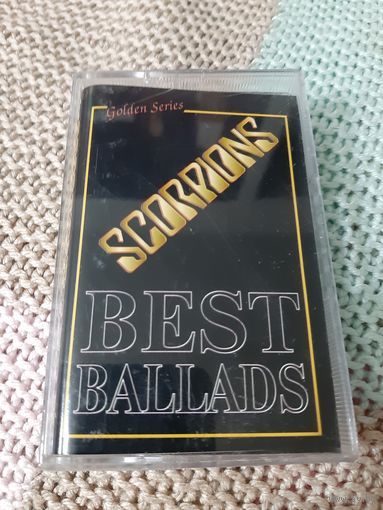 Golden Series
SCORPIONS
BEST
BALLADS